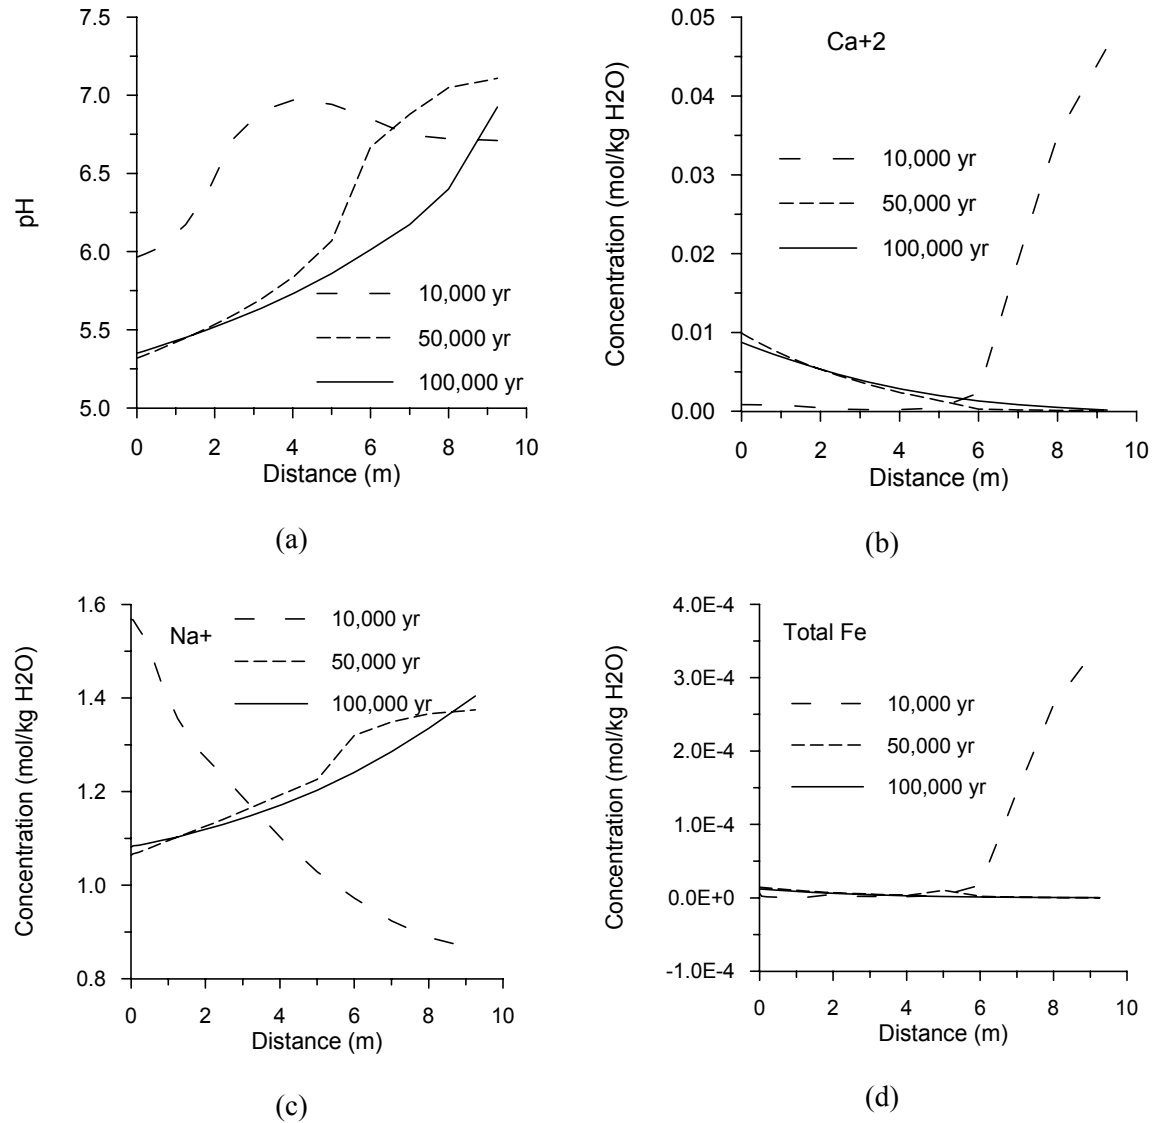 7.5
7.0
6.5
6.0
5.5
5.0
pH
10,000 yr
50,000 yr
100,000 yr
0 2 4 6 8 10
Distance (m)
(a)
0.05
0.04
0.03
0.02
0.01
0.00
Concentration (mol/kg H2O)
Ca+2
10,000 yr
50,000 yr
100,000 yr
0 2 4 6 8 10
Distance (m)
(b)
1.6
1.4
1.2
1.0
0.8
Concentration (mol/kg H2O)
Na+
10,000 yr
50,000 yr
100,000 yr
0 2 4 6 8 10
Distance (m)
(c)
4.0E-4
3.0E-4
2.0E-4
1.0E-4
0.0E+0
-1.0E-4
Concentration (mol/kg H2O)
Total Fe
10,000 yr
50,000 yr
100,000 yr
0 2 4 6 8 10
Distance (m)
(d)